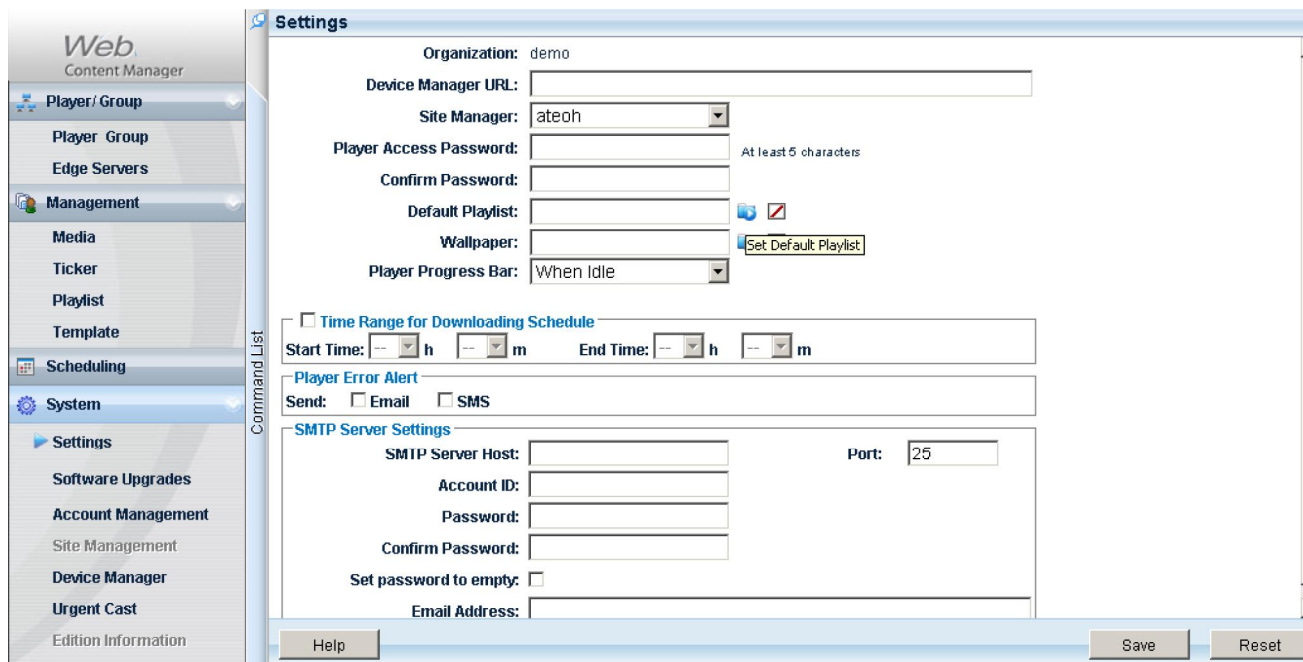 Web
Content Manager
Player/ Group
Player Group
Edge Servers
Management
Media
Ticker
Playlist
Template
Scheduling
System
Settings
Software Upgrades
Account Management
Site Management
Device Manager
Urgent Cast
Edition Information
Command List
Settings
Organization: demo
Device Manager URL:
Site Manager: ateoh
Player Access Password: At least 5 characters
Confirm Password:
Default Playlist:
Wallpaper: Set Default Playlist
Player Progress Bar: When Idle
Time Range for Downloading Schedule
Start Time: -- h -- m End Time: -- h -- m
Player Error Alert
Send: Email SMS
SMTP Server Settings
SMTP Server Host: Port: 25
Account ID:
Password:
Confirm Password:
Set password to empty:
Email Address:
Help Save Reset